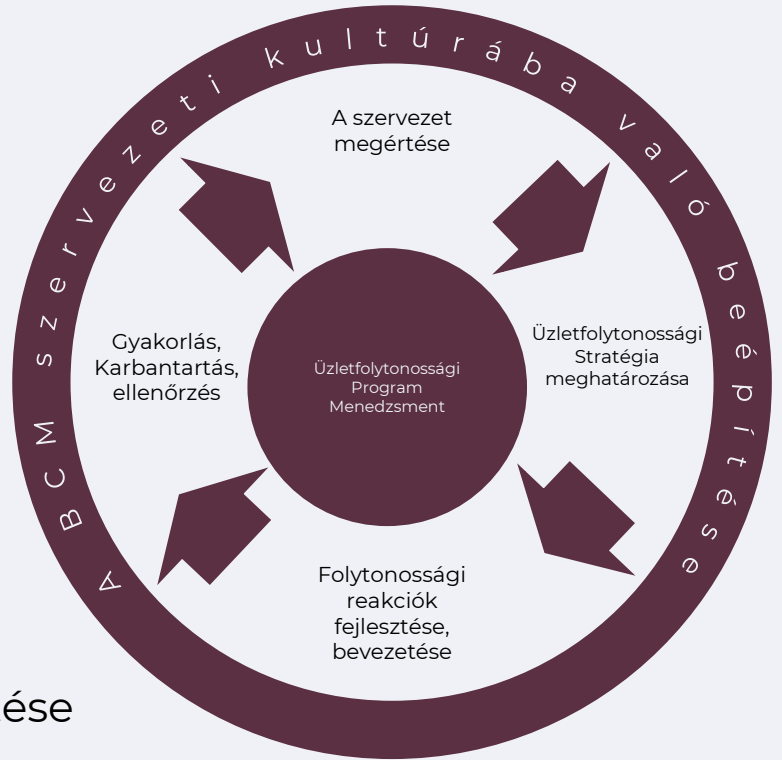 A BCM szervezeti kultúrába való beépítése
A szervezet
megértése
Üzletfolytonossági
Stratégia
meghatározása
Gyakorlás,
Karbantartás,
ellenőrzés
Üzletfolytonossági
Program
Menedzsment
Folytonossági
reakciók
fejlesztése,
bevezetése